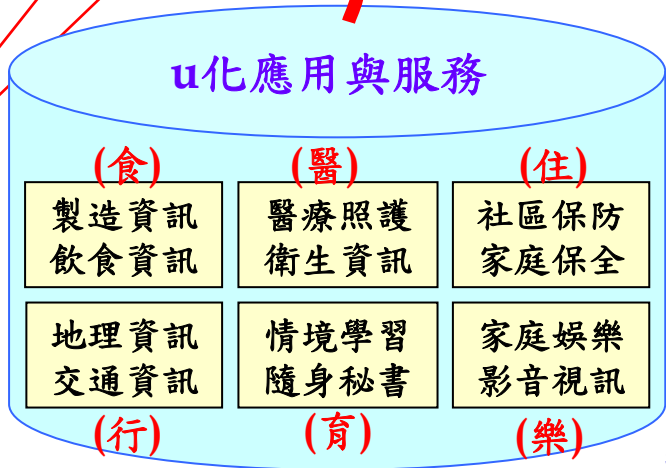 u化應用與服務
(食) (醫) (住)
製造資訊 醫療照護 社區保防
飲食資訊 衛生資訊 家庭保全
地理資訊 情境學習 家庭娛樂
交通資訊 隨身秘書 影音視訊
(行) (育) (樂)